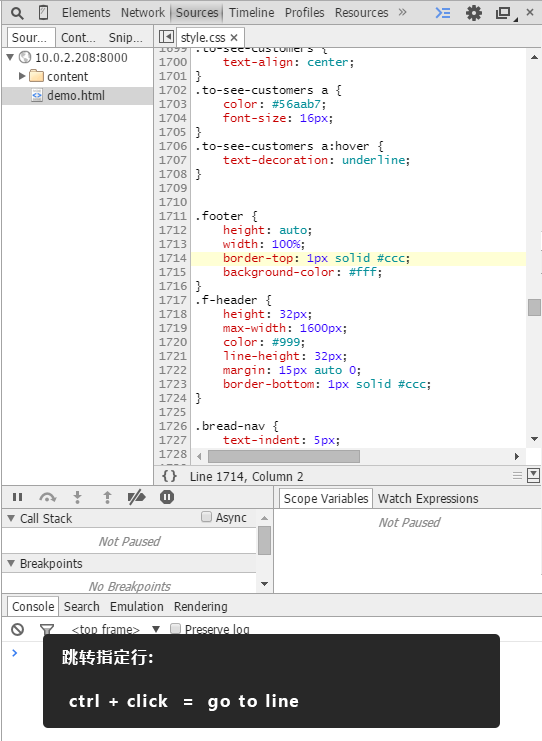 Elements Network Sources Timeline Profiles Resources »
Sour... Cont... Snip... style.css ×
10.0.2.208:8000
content
demo.html
1699 .to-see-customers {
1700 text-align: center;
1701 }
1702 .to-see-customers a {
1703 color: #56aab7;
1704 font-size: 16px;
1705 }
1706 .to-see-customers a:hover {
1707 text-decoration: underline;
1708 }
1709
1710
1711 .footer {
1712 height: auto;
1713 width: 100%;
1714 border-top: 1px solid #ccc;
1715 background-color: #fff;
1716 }
1717 .f-header {
1718 height: 32px;
1719 max-width: 1600px;
1720 color: #999;
1721 line-height: 32px;
1722 margin: 15px auto 0;
1723 border-bottom: 1px solid #ccc;
1724 }
1725
1726 .bread-nav {
1727 text-indent: 5px;
1728
{} Line 1714, Column 2
Scope Variables Watch Expressions
Call Stack Async
Not Paused
Not Paused
Breakpoints
No Breakpoints
Console Search Emulation Rendering
<top frame> Preserve log
跳转指定行:
ctrl + click = go to line